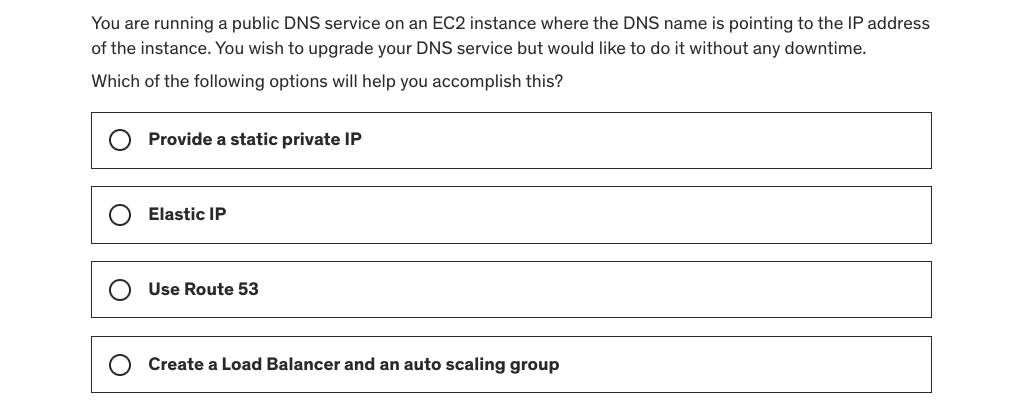 You are running a public DNS service on an EC2 instance where the DNS name is pointing to the IP address
of the instance. You wish to upgrade your DNS service but would like to do it without any downtime.
Which of the following options will help you accomplish this?
Provide a static private IP
Elastic IP
Use Route 53
Create a Load Balancer and an auto scaling group